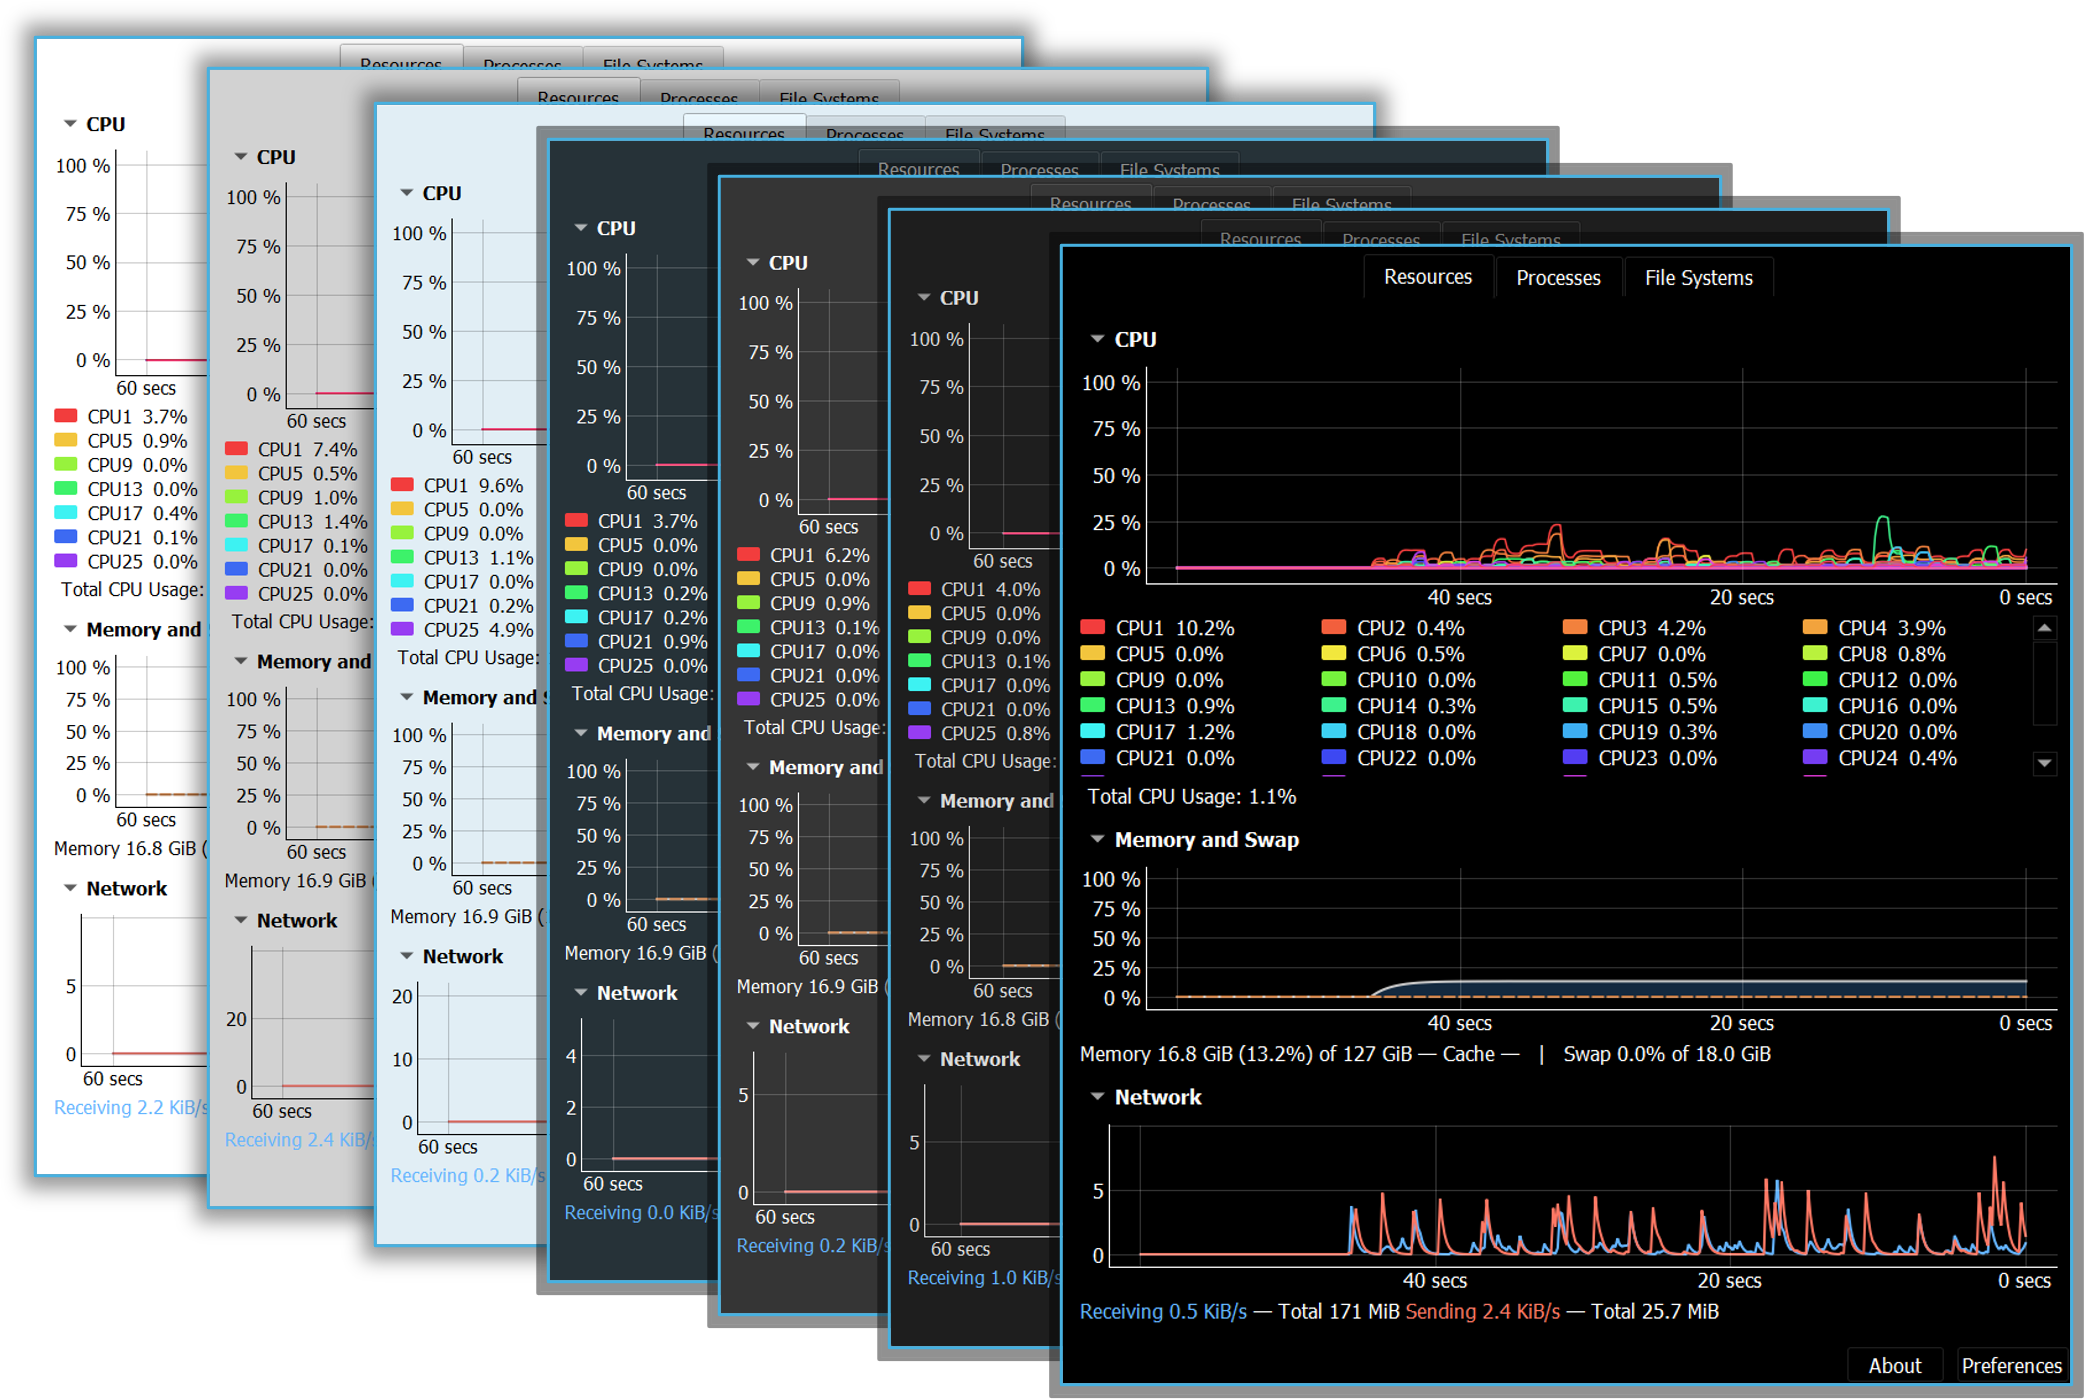 Resources Processes File Systems
CPU
100 %
75 %
50 %
25 %
0 %
60 secs
CPU1 3.7%
CPU5 0.9%
CPU9 0.0%
CPU13 0.0%
CPU17 0.4%
CPU21 0.1%
CPU25 0.0%
Total CPU Usage:
Memory and
100 %
75 %
50 %
25 %
0 %
60 secs
Memory 16.8 GiB (
Network
5
0
60 secs
Receiving 2.2 KiB/s
Resources Processes File Systems
CPU
100 %
75 %
50 %
25 %
0 %
60 secs
CPU1 7.4%
CPU5 0.5%
CPU9 1.0%
CPU13 1.4%
CPU17 0.1%
CPU21 0.0%
CPU25 0.0%
Total CPU Usage:
Memory and
100 %
75 %
50 %
25 %
0 %
60 secs
Memory 16.9 GiB (
Network
20
0
60 secs
Receiving 2.4 KiB/s
Resources Processes File Systems
CPU
100 %
75 %
50 %
25 %
0 %
60 secs
CPU1 9.6%
CPU5 0.0%
CPU9 0.0%
CPU13 1.1%
CPU17 0.0%
CPU21 0.2%
CPU25 4.9%
Total CPU Usage:
Memory and S
100 %
75 %
50 %
25 %
0 %
60 secs
Memory 16.9 GiB (
Network
20
10
0
60 secs
Receiving 0.2 KiB/s
Resources Processes File Systems
CPU
100 %
75 %
50 %
25 %
0 %
60 secs
CPU1 3.7%
CPU5 0.0%
CPU9 0.0%
CPU13 0.2%
CPU17 0.2%
CPU21 0.9%
CPU25 0.0%
Total CPU Usage:
Memory and
100 %
75 %
50 %
25 %
0 %
60 secs
Memory 16.9 GiB (
Network
4
2
0
60 secs
Receiving 0.0 KiB/s
Resources Processes File Systems
CPU
100 %
75 %
50 %
25 %
0 %
60 secs
CPU1 6.2%
CPU5 0.0%
CPU9 0.9%
CPU13 0.1%
CPU17 0.0%
CPU21 0.0%
CPU25 0.0%
Total CPU Usage:
Memory and
100 %
75 %
50 %
25 %
0 %
60 secs
Memory 16.9 GiB (
Network
5
0
60 secs
Receiving 0.2 KiB/s
Resources Processes File Systems
CPU
100 %
75 %
50 %
25 %
0 %
60 secs
CPU1 4.0%
CPU5 0.0%
CPU9 0.0%
CPU13 0.1%
CPU17 0.0%
CPU21 0.0%
CPU25 0.8%
Total CPU Usage:
Memory and
100 %
75 %
50 %
25 %
0 %
60 secs
Memory 16.8 GiB (
Network
5
0
60 secs
Receiving 1.0 KiB/s
Resources Processes File Systems
CPU
100 %
75 %
50 %
25 %
0 %
40 secs 20 secs 0 secs
CPU1 10.2% CPU2 0.4% CPU3 4.2% CPU4 3.9%
CPU5 0.0% CPU6 0.5% CPU7 0.0% CPU8 0.8%
CPU9 0.0% CPU10 0.0% CPU11 0.5% CPU12 0.0%
CPU13 0.9% CPU14 0.3% CPU15 0.5% CPU16 0.0%
CPU17 1.2% CPU18 0.0% CPU19 0.3% CPU20 0.0%
CPU21 0.0% CPU22 0.0% CPU23 0.0% CPU24 0.4%
Total CPU Usage: 1.1%
Memory and Swap
100 %
75 %
50 %
25 %
0 %
40 secs 20 secs 0 secs
Memory 16.8 GiB (13.2%) of 127 GiB — Cache — | Swap 0.0% of 18.0 GiB
Network
5
0
40 secs 20 secs 0 secs
Receiving 0.5 KiB/s — Total 171 MiB Sending 2.4 KiB/s — Total 25.7 MiB
About Preferences